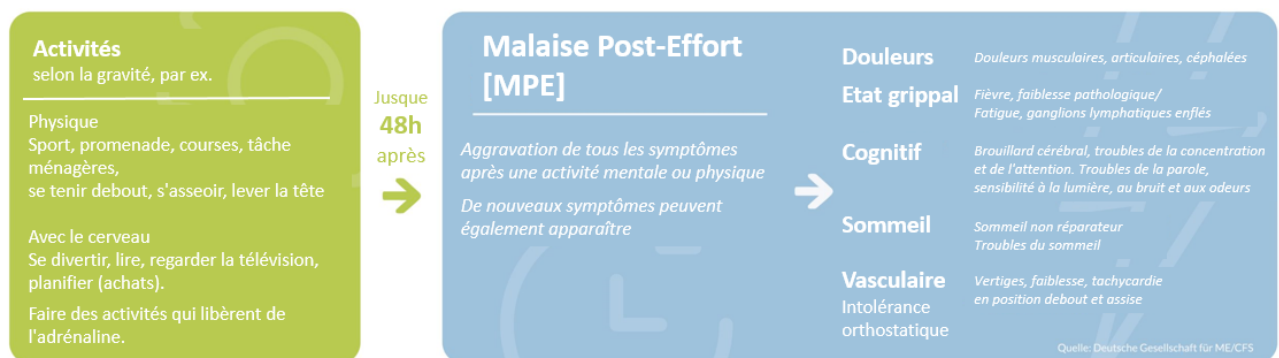 Activités
selon la gravité, par ex.
Physique
Sport, promenade, courses, tâche
ménagères,
se tenir debout, s'asseoir, lever la tête
Avec le cerveau
Se divertir, lire, regarder la télévision,
planifier (achats).
Faire des activités qui libèrent de
l'adrénaline.
Jusque
48h
après
Malaise Post-Effort
[MPE]
Aggravation de tous les symptômes
après une activité mentale ou physique
De nouveaux symptômes peuvent
également apparaître
Douleurs
Douleurs musculaires, articulaires, céphalées
Etat grippal
Fièvre, faiblesse pathologique/
Fatigue, ganglions lymphatiques enflés
Cognitif
Brouillard cérébral, troubles de la concentration
et de l'attention. Troubles de la parole,
sensibilité à la lumière, au bruit et aux odeurs
Sommeil
Sommeil non réparateur
Troubles du sommeil
Vasculaire
Intolérance
orthostatique
Vertiges, faiblesse, tachycardie
en position debout et assise
Quelle: Deutsche Gesellschaft für ME/CFS